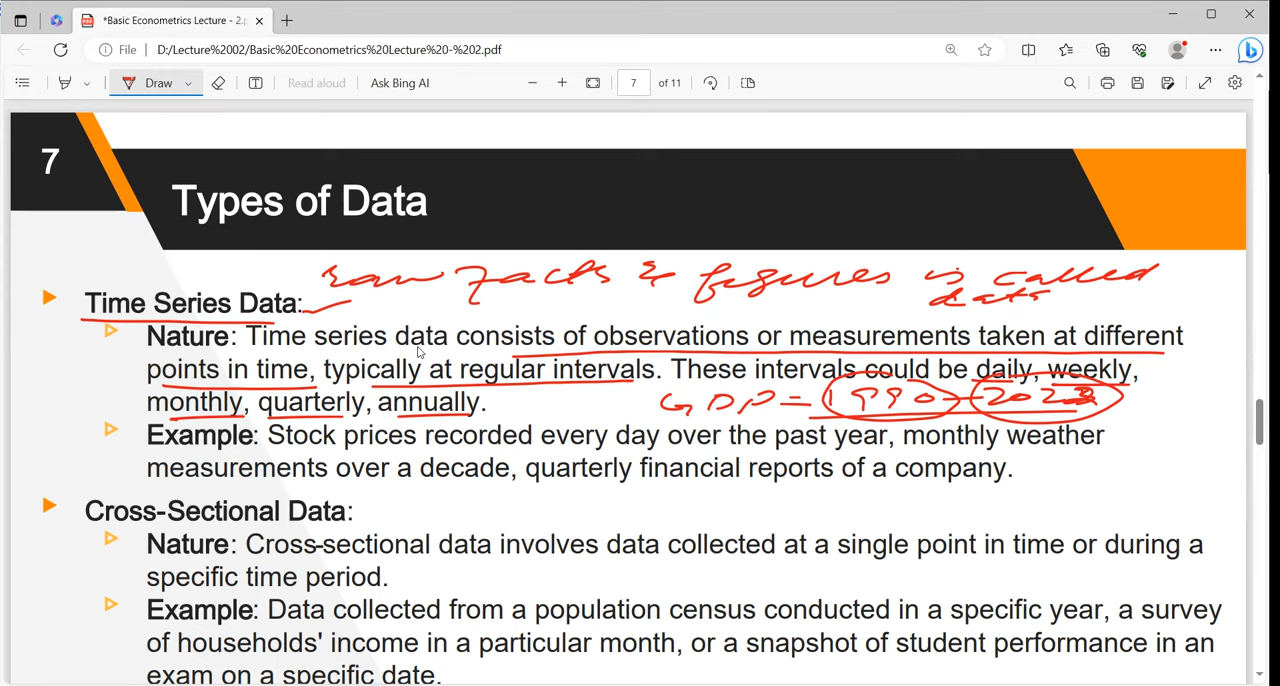 *Basic Econometrics Lecture - 2.p
File D:/Lecture%2002/Basic%20Econometrics%20Lecture%20-%202.pdf
Draw Read aloud Ask Bing AI 7 of 11
7
Types of Data
raw facts & figures is called
data
Time Series Data:
Nature: Time series data consists of observations or measurements taken at different
points in time, typically at regular intervals. These intervals could be daily, weekly,
monthly, quarterly, annually.
GDP = 1990 - 2023
Example: Stock prices recorded every day over the past year, monthly weather
measurements over a decade, quarterly financial reports of a company.
Cross-Sectional Data:
Nature: Cross-sectional data involves data collected at a single point in time or during a
specific time period.
Example: Data collected from a population census conducted in a specific year, a survey
of households' income in a particular month, or a snapshot of student performance in an
exam on a specific date.